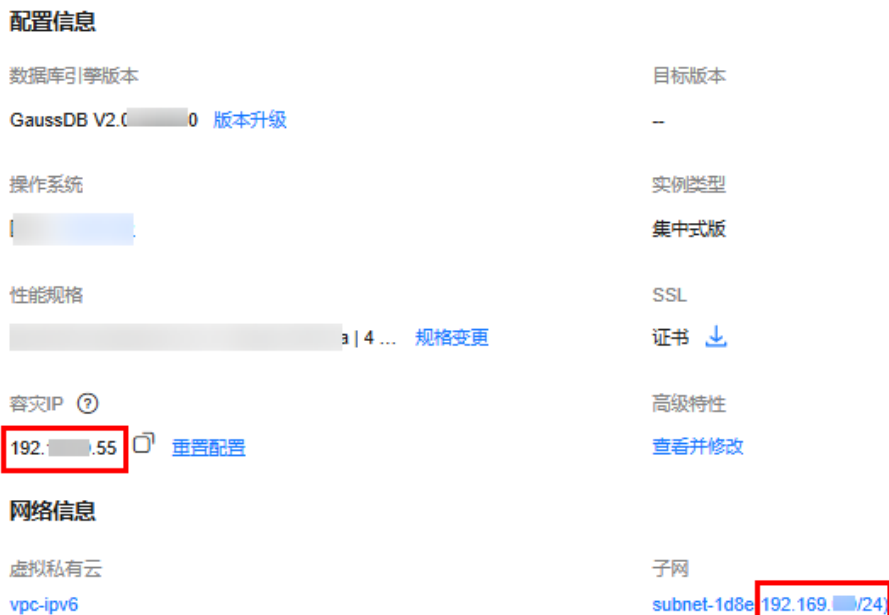 配置信息
数据库引擎版本
目标版本
GaussDB V2.0 0 版本升级
--
操作系统
实例类型
集中式版
性能规格
SSL
a | 4 ... 规格变更
证书
容灾IP
高级特性
192. .55 重置配置
查看并修改
网络信息
虚拟私有云
子网
vpc-ipv6
subnet-1d8e 192.169. /24)